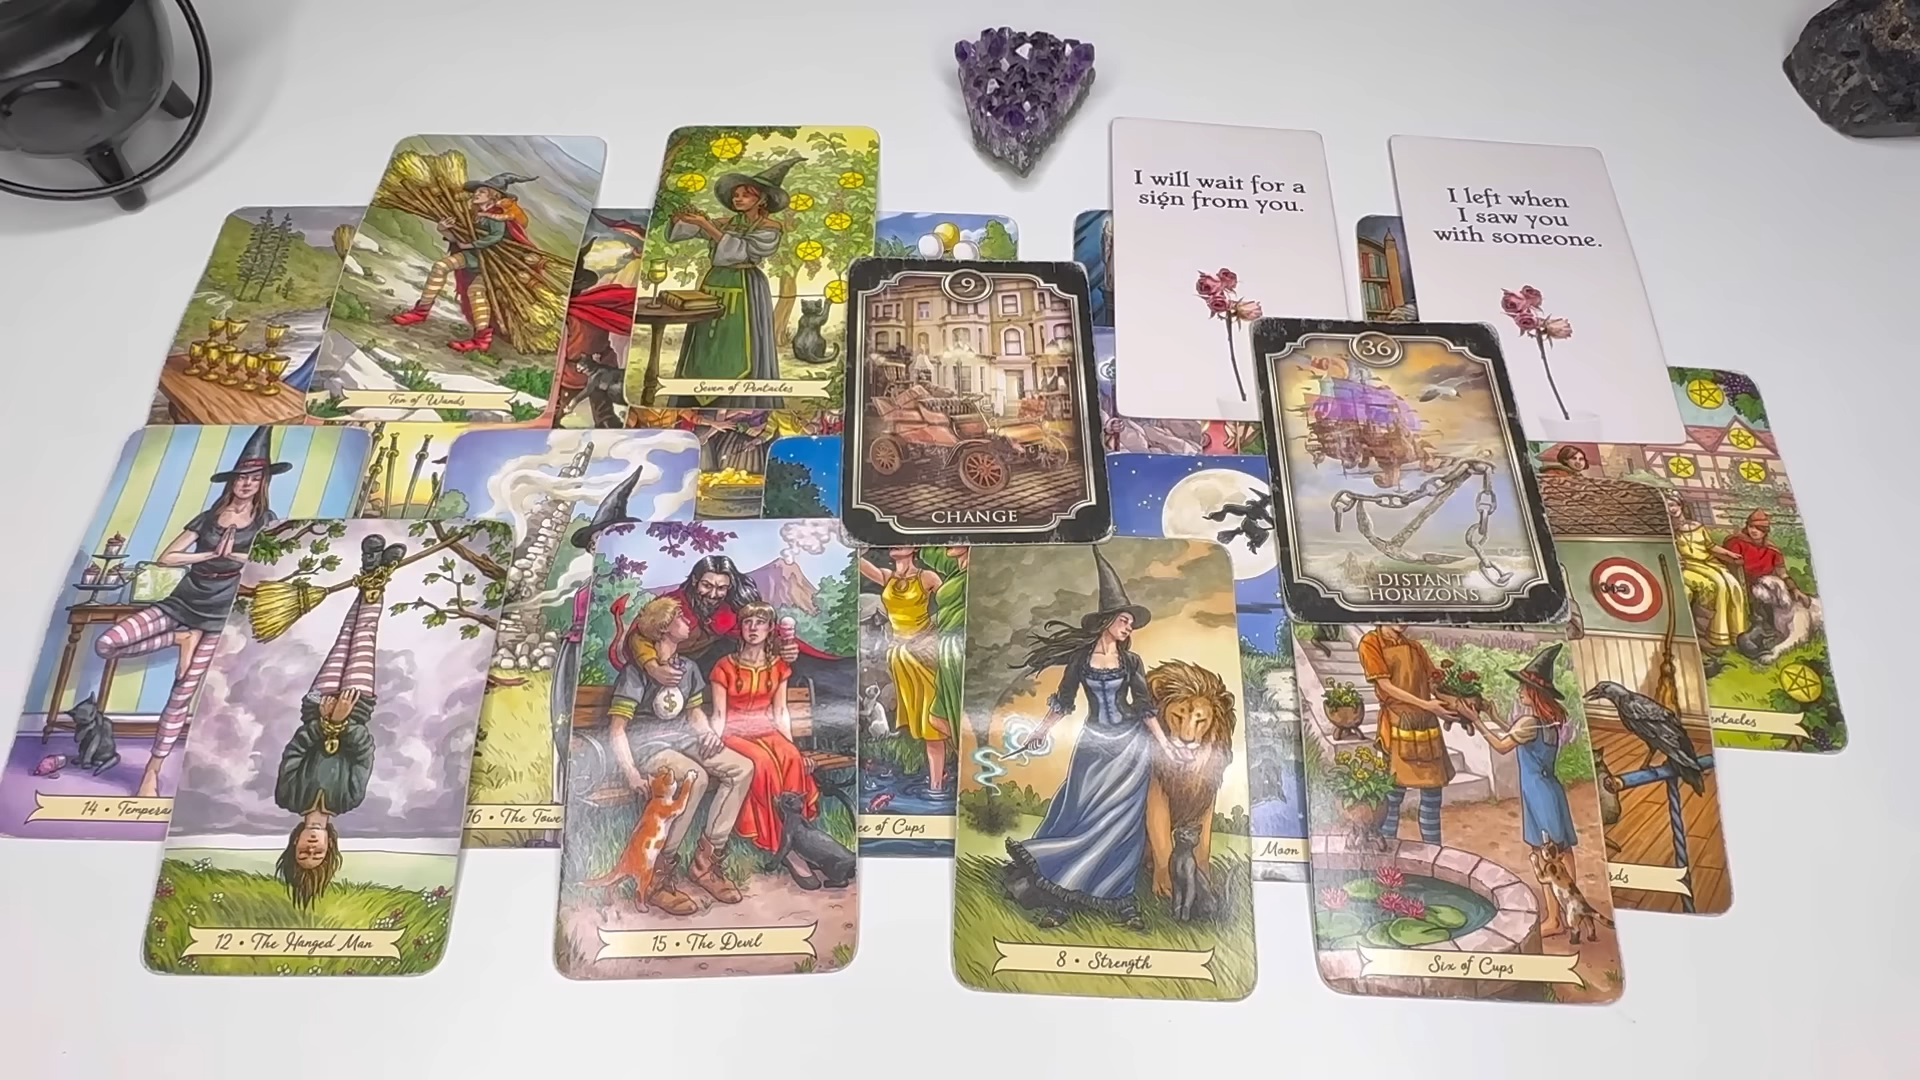 I will wait for a
sign from you.
I left when
I saw you
with someone.
9
36
Ten of Wands
Seven of Pentacles
CHANGE
DISTANT
HORIZONS
$
14 • Tempera
16 • The Towe
ee of Cups
Moon
rds
entacles
12 • The Hanged Man
15 • The Devil
8 • Strength
Six of Cups